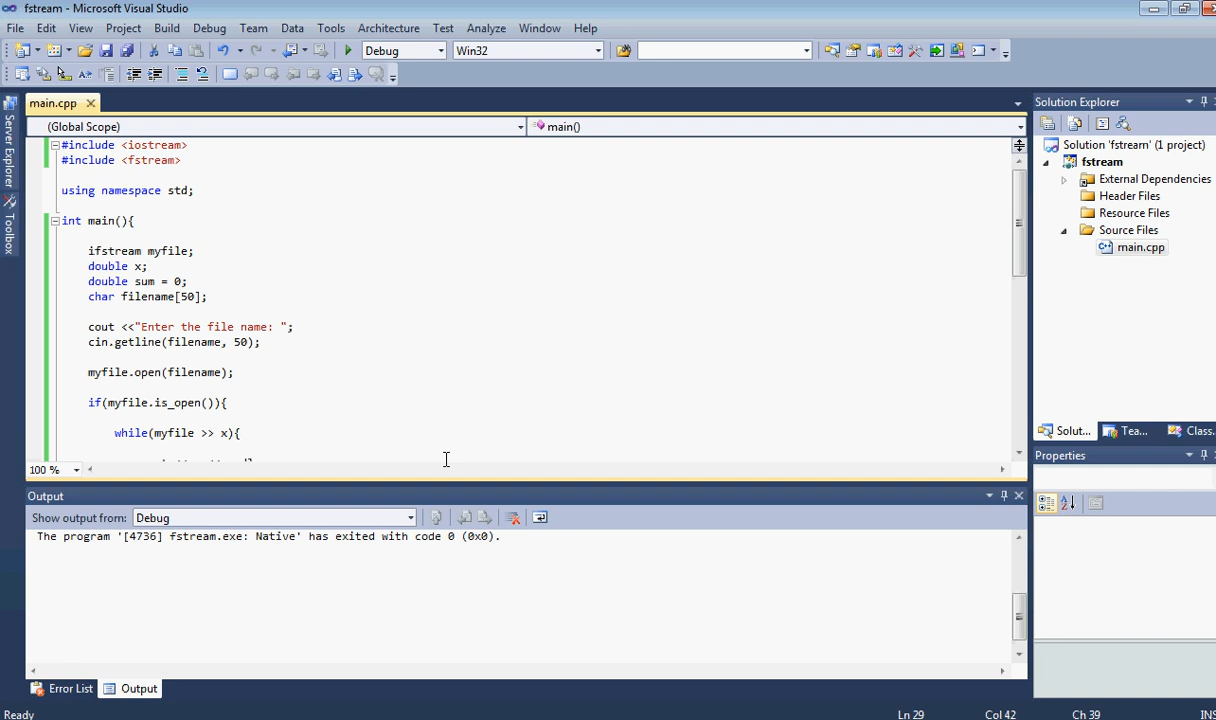 fstream - Microsoft Visual Studio
File Edit View Project Build Debug Team Data Tools Architecture Test Analyze Window Help
Debug Win32
main.cpp
(Global Scope) main()
#include <iostream>
#include <fstream>
using namespace std;
int main(){
ifstream myfile;
double x;
double sum = 0;
char filename[50];
cout <<"Enter the file name: ";
cin.getline(filename, 50);
myfile.open(filename);
if(myfile.is_open()){
while(myfile >> x){
100 %
Server Explorer
Toolbox
Solution Explorer
Solution 'fstream' (1 project)
fstream
External Dependencies
Header Files
Resource Files
Source Files
main.cpp
Solut... Tea... Class.
Properties
Output
Show output from: Debug
The program '[4736] fstream.exe: Native' has exited with code 0 (0x0).
Error List Output
Ready Ln 29 Col 42 Ch 39 INS